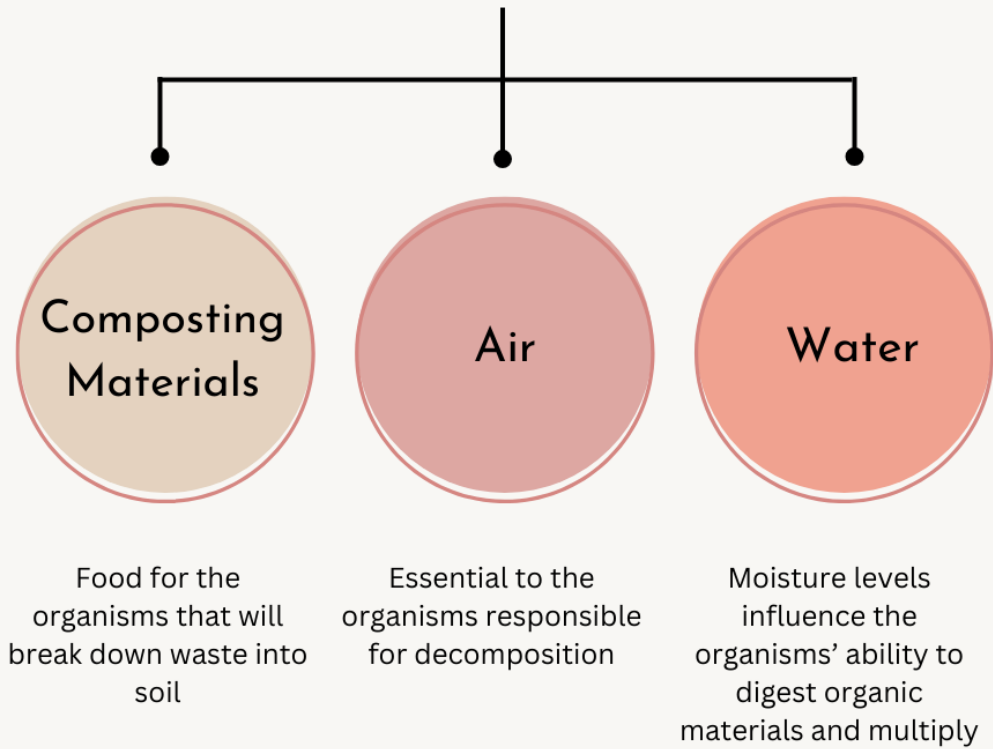 Composting
Materials
Air
Water
Food for the
organisms that will
break down waste into
soil
Essential to the
organisms responsible
for decomposition
Moisture levels
influence the
organisms’ ability to
digest organic
materials and multiply